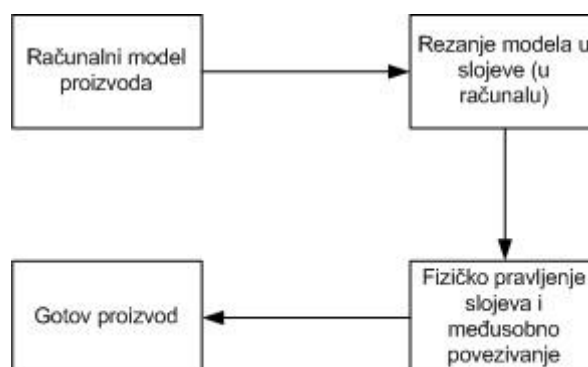 Računalni model
proizvoda
Rezanje modela u
slojeve (u
računalu)
Fizičko pravljenje
slojeva i
međusobno
povezivanje
Gotov proizvod